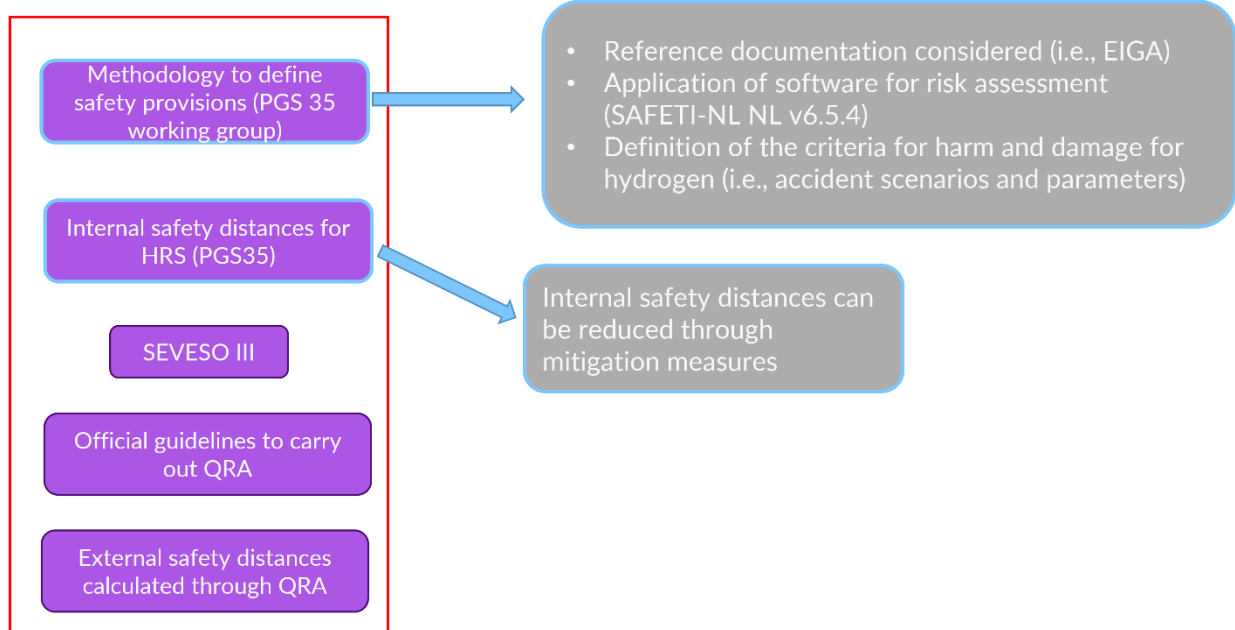 Methodology to define
safety provisions (PGS 35
working group)
• Reference documentation considered (i.e., EIGA)
• Application of software for risk assessment
(SAFETI-NL NL v6.5.4)
• Definition of the criteria for harm and damage for
hydrogen (i.e., accident scenarios and parameters)
Internal safety distances for
HRS (PGS35)
Internal safety distances can
be reduced through
mitigation measures
SEVESO III
Official guidelines to carry
out QRA
External safety distances
calculated through QRA